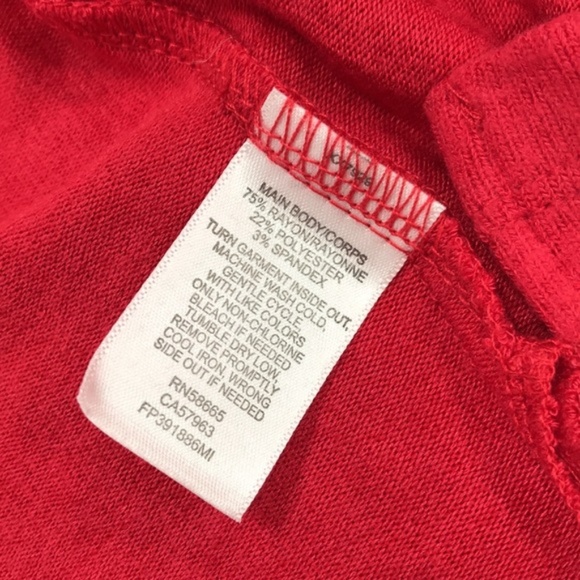 MAIN BODY/CORPS
75% RAYON/RAYONNE
22% POLYESTER
3% SPANDEX
TURN GARMENT INSIDE OUT,
MACHINE WASH COLD,
GENTLE CYCLE,
WITH LIKE COLORS
ONLY NON-CHLORINE
BLEACH IF NEEDED
TUMBLE DRY LOW,
REMOVE PROMPTLY
COOL IRON, WRONG
SIDE OUT IF NEEDED
RN58665
CA57963
FP391886MI